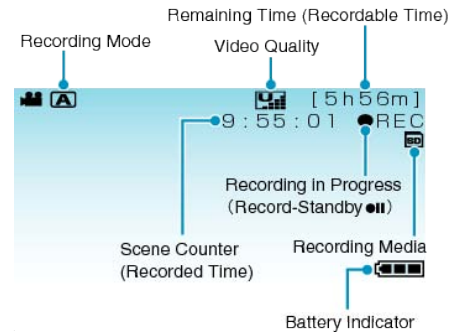 Remaining Time (Recordable Time)
Recording Mode
Video Quality
A
[5h56m]
9:55:01 ●REC
SD
Recording in Progress
(Record-Standby ●II)
Scene Counter
(Recorded Time)
Recording Media
Battery Indicator